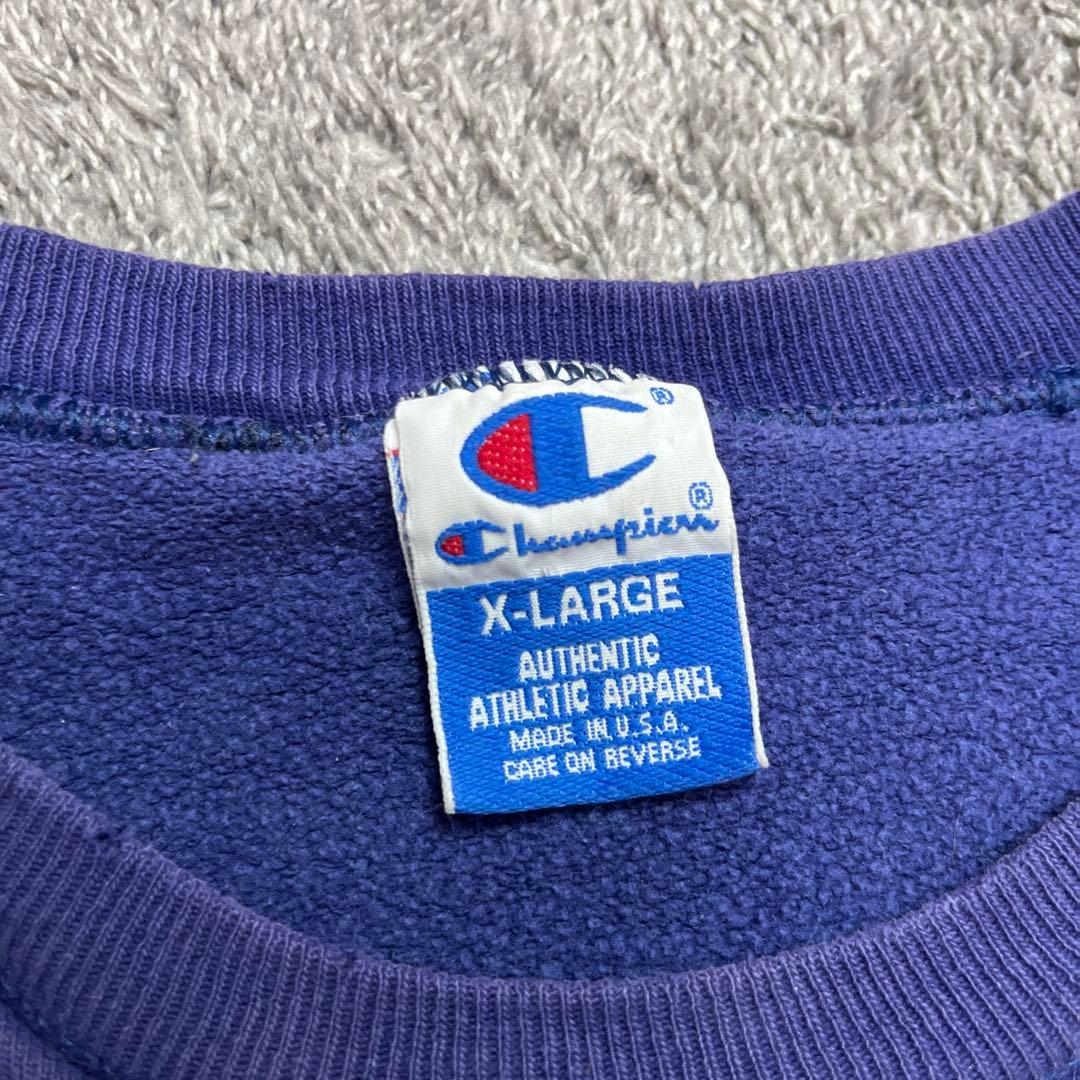 ®
Champion®
X-LARGE
AUTHENTIC
ATHLETIC APPAREL
MADE IN U.S.A.
CARE ON REVERSE